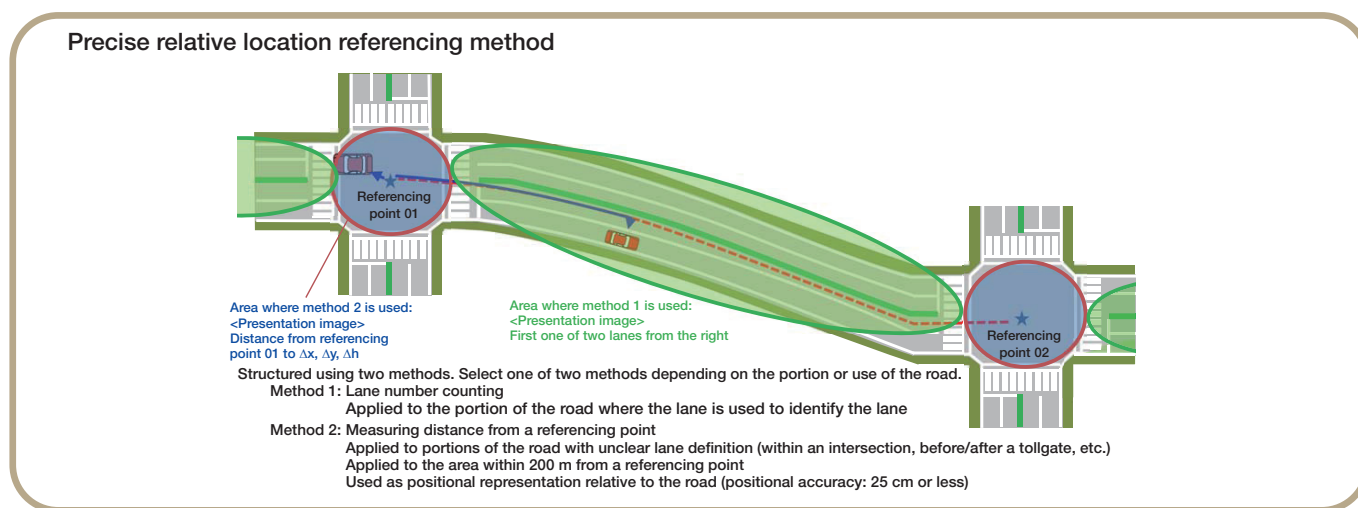 Precise relative location referencing method
Referencing
point 01
Referencing
point 02
Area where method 2 is used:
<Presentation image>
Distance from referencing
point 01 to Δx, Δy, Δh
Area where method 1 is used:
<Presentation image>
First one of two lanes from the right
Structured using two methods. Select one of two methods depending on the portion or use of the road.
Method 1: Lane number counting
Applied to the portion of the road where the lane is used to identify the lane
Method 2: Measuring distance from a referencing point
Applied to portions of the road with unclear lane definition (within an intersection, before/after a tollgate, etc.)
Applied to the area within 200 m from a referencing point
Used as positional representation relative to the road (positional accuracy: 25 cm or less)